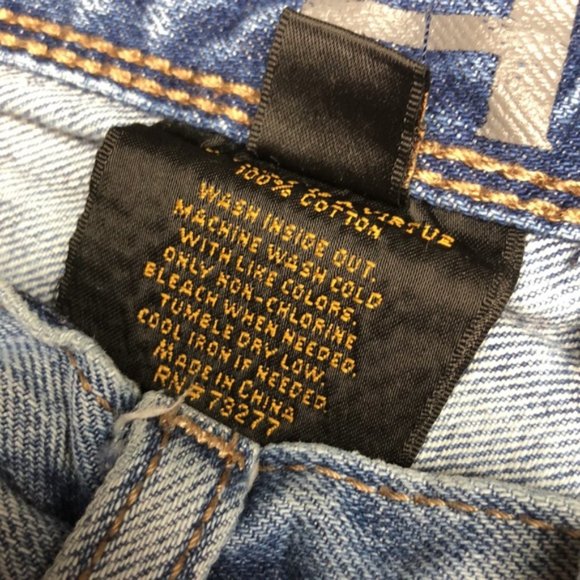 VIRTUE
100% COTTON
WASH INSIDE OUT.
MACHINE WASH COLD
WITH LIKE COLORS.
ONLY NON-CHLORINE
BLEACH WHEN NEEDED.
TUMBLE DRY LOW.
COOL IRON IF NEEDED.
MADE IN CHINA
RN# 73277